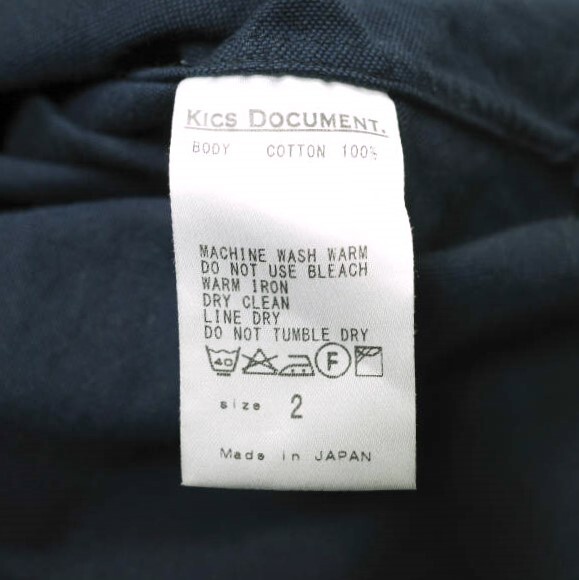 KICS DOCUMENT.
BODY COTTON 100%
MACHINE WASH WARM
DO NOT USE BLEACH
WARM IRON
DRY CLEAN
LINE DRY
DO NOT TUMBLE DRY
40 F
size 2
Made in JAPAN